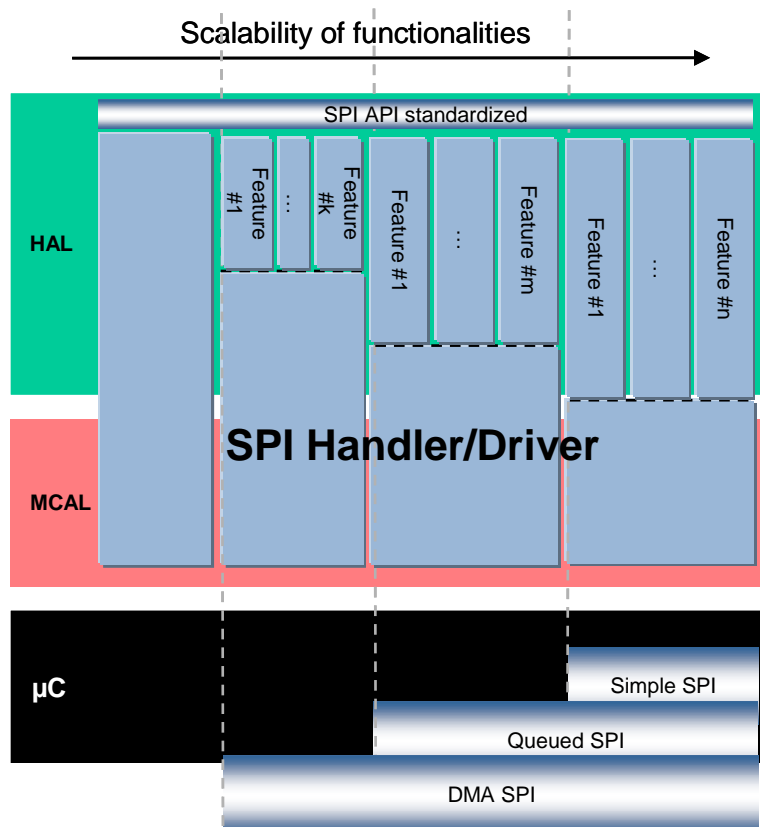 Scalability of functionalities
SPI API standardized
HAL
Feature #1
...
Feature #k
Feature #1
...
Feature #m
Feature #1
...
Feature #n
SPI Handler/Driver
MCAL
µC
Simple SPI
Queued SPI
DMA SPI